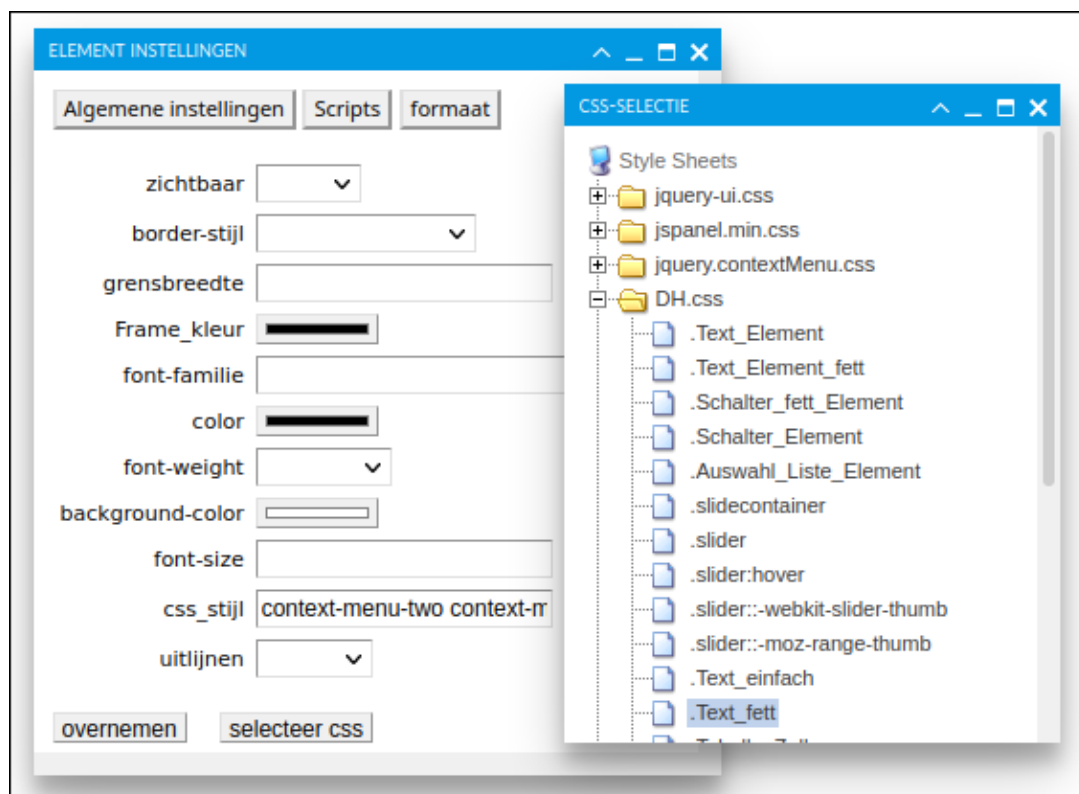 ELEMENT INSTELLINGEN
Algemene instellingen Scripts formaat
zichtbaar
border-stijl
grensbreedte
Frame_kleur
font-familie
color
font-weight
background-color
font-size
css_stijl context-menu-two context-m
uitlijnen
overnemen selecteer css
CSS-SELECTIE
Style Sheets
jquery-ui.css
jspanel.min.css
jquery.contextMenu.css
DH.css
.Text_Element
.Text_Element_fett
.Schalter_fett_Element
.Schalter_Element
.Auswahl_Liste_Element
.slidecontainer
.slider
.slider:hover
.slider::-webkit-slider-thumb
.slider::-moz-range-thumb
.Text_einfach
.Text_fett